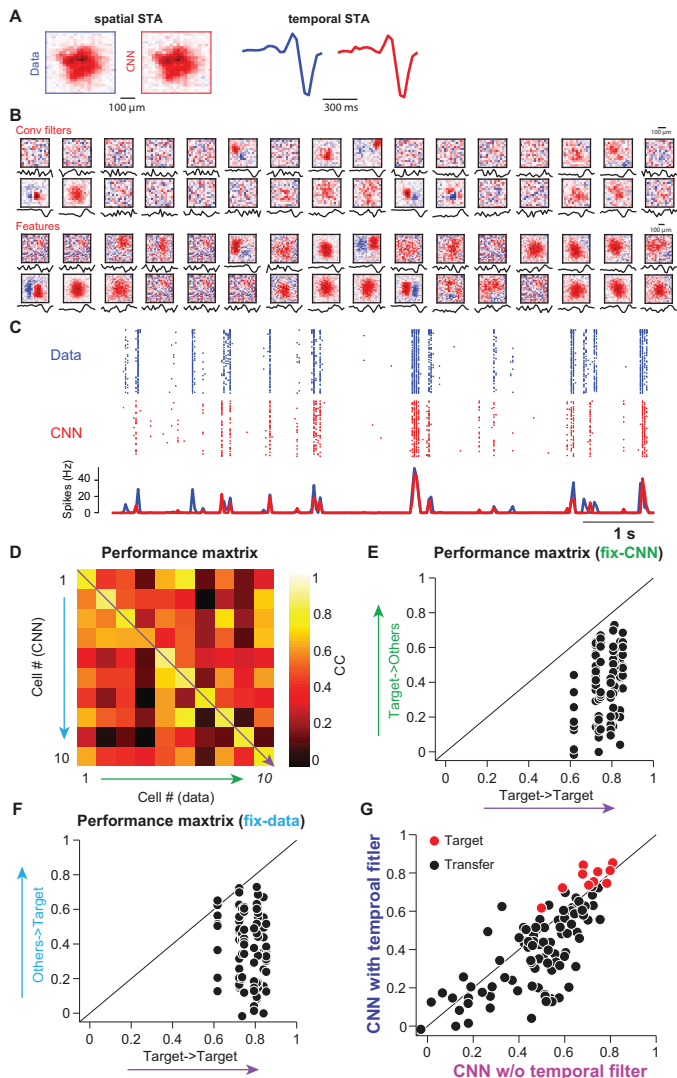 A
spatial STA
temporal STA
Data
CNN
100 µm
300 ms
B
Conv filters
100 µm
Features
100 µm
C
Data
CNN
Spikes (Hz)
40
20
0
1 s
D
Performance maxtrix
Cell # (CNN)
1
10
1
10
Cell # (data)
1
0.8
0.6
0.4
0.2
0
CC
E
Performance maxtrix (fix-CNN)
Target->Others
1
0.8
0.6
0.4
0.2
0
0 0.2 0.4 0.6 0.8 1
Target->Target
F
Performance maxtrix (fix-data)
Others->Target
1
0.8
0.6
0.4
0.2
0
0 0.2 0.4 0.6 0.8 1
Target->Target
G
CNN with temproal fitler
1
0.8
0.6
0.4
0.2
0
Target
Transfer
0 0.2 0.4 0.6 0.8 1
CNN w/o temporal filter